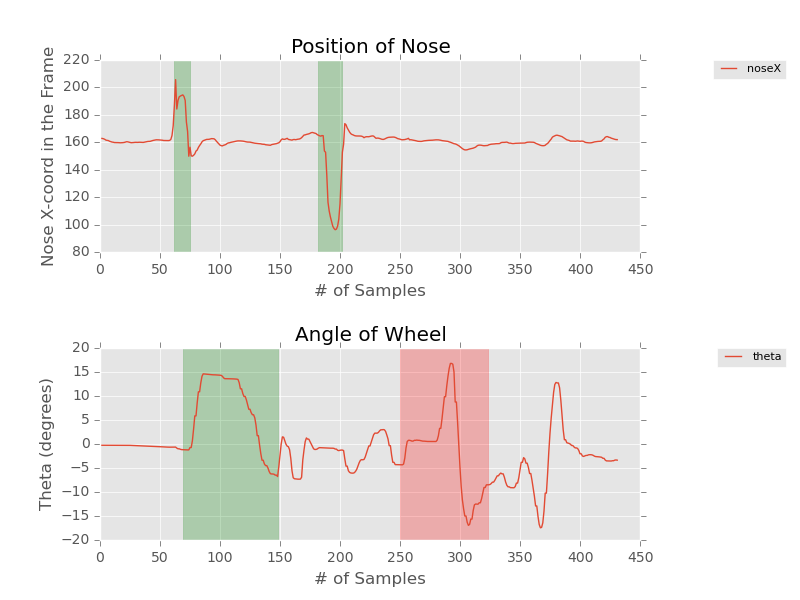 Position of Nose
Nose X-coord in the Frame
220
200
180
160
140
120
100
80
0 50 100 150 200 250 300 350 400 450
# of Samples
noseX
Angle of Wheel
Theta (degrees)
20
15
10
5
0
−5
−10
−15
−20
0 50 100 150 200 250 300 350 400 450
# of Samples
theta